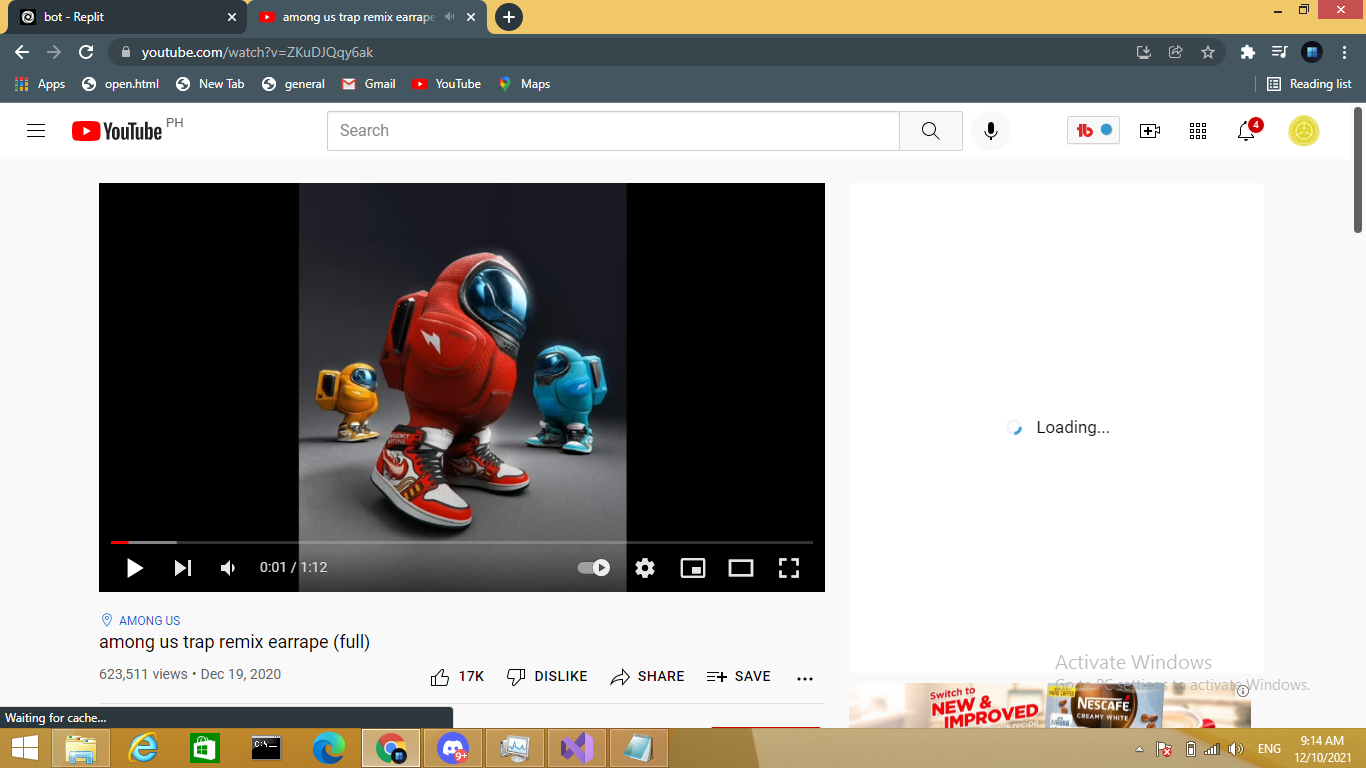 bot - Replit
among us trap remix earrape
youtube.com/watch?v=ZKuDJQqy6ak
Apps
open.html
New Tab
general
Gmail
YouTube
Maps
Reading list
YouTube PH
Search
4
Loading...
0:01 / 1:12
AMONG US
among us trap remix earrape (full)
623,511 views • Dec 19, 2020
17K
DISLIKE
SHARE
SAVE
Activate Windows
Go to PC settings to activate Windows.
Switch to
NEW &
IMPROVED
NESCAFÉ
CREAMY WHITE
Waiting for cache...
9+
ENG
9:14 AM
12/10/2021